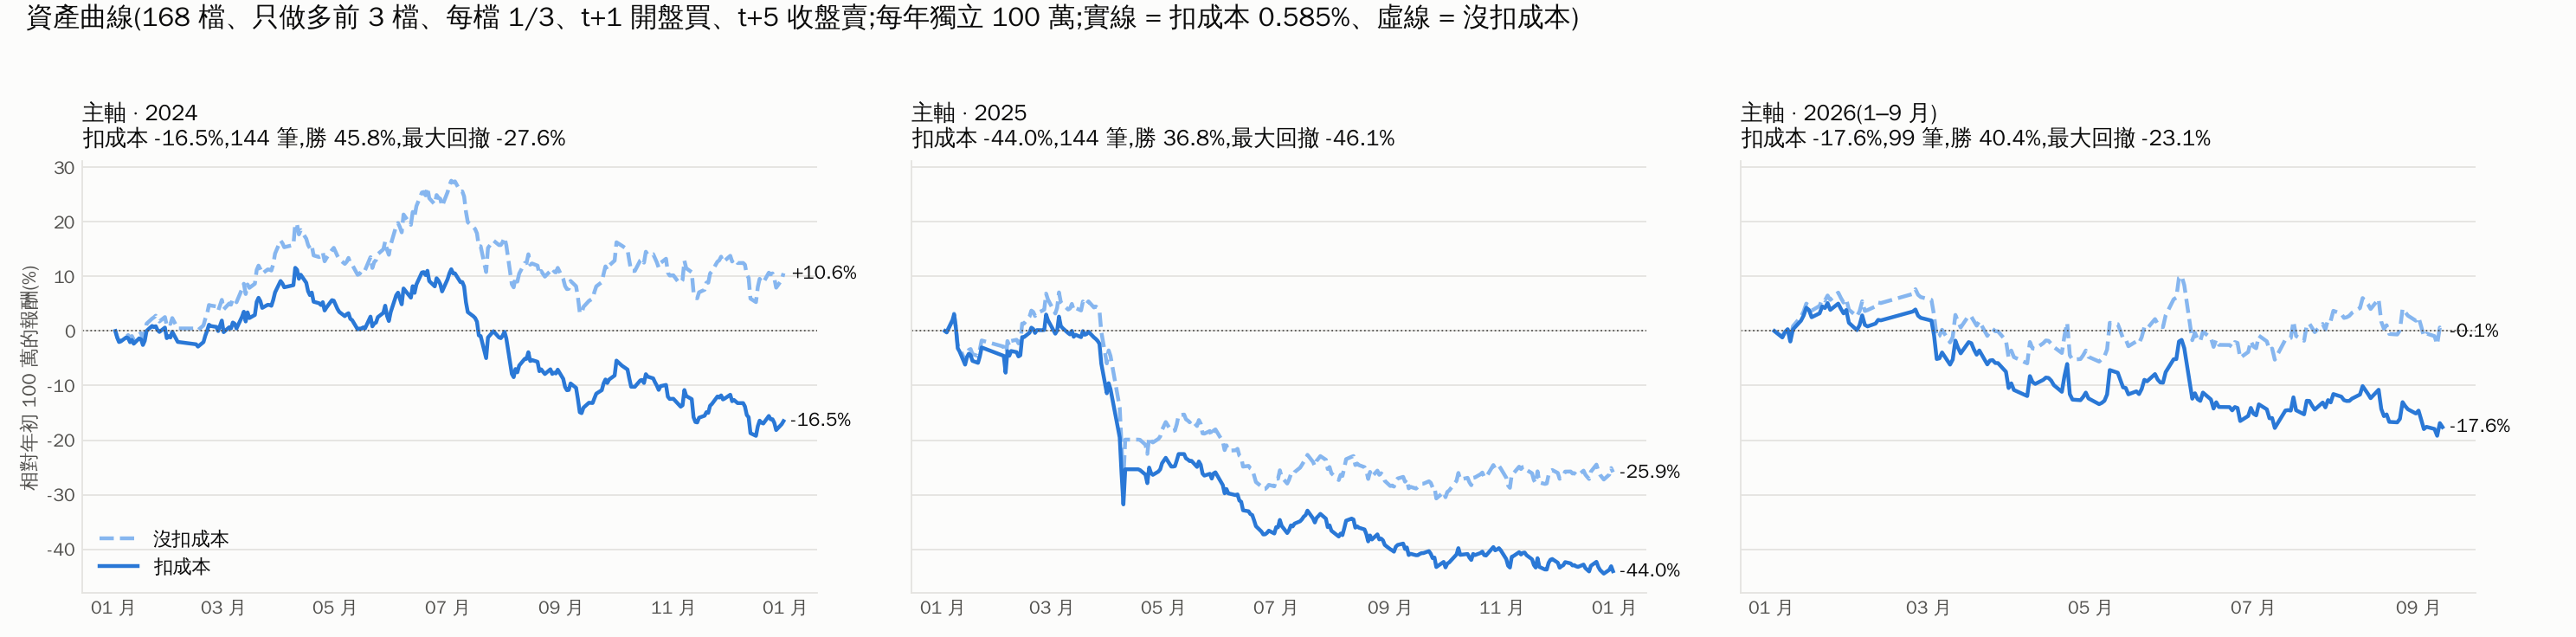 資產曲線(168 檔、只做多前 3 檔、每檔 1/3、t+1 開盤買、t+5 收盤賣;每年獨立 100 萬;實線 = 扣成本 0.585%、虛線 = 沒扣成本)
主軸 · 2024
扣成本 -16.5%,144 筆,勝 45.8%,最大回撤 -27.6%
相對年初 100 萬的報酬(%)
30
20
10
0
-10
-20
-30
-40
+10.6%
-16.5%
沒扣成本
扣成本
01 月
03 月
05 月
07 月
09 月
11 月
01 月
主軸 · 2025
扣成本 -44.0%,144 筆,勝 36.8%,最大回撤 -46.1%
-25.9%
-44.0%
01 月
03 月
05 月
07 月
09 月
11 月
01 月
主軸 · 2026(1–9 月)
扣成本 -17.6%,99 筆,勝 40.4%,最大回撤 -23.1%
-0.1%
-17.6%
01 月
03 月
05 月
07 月
09 月